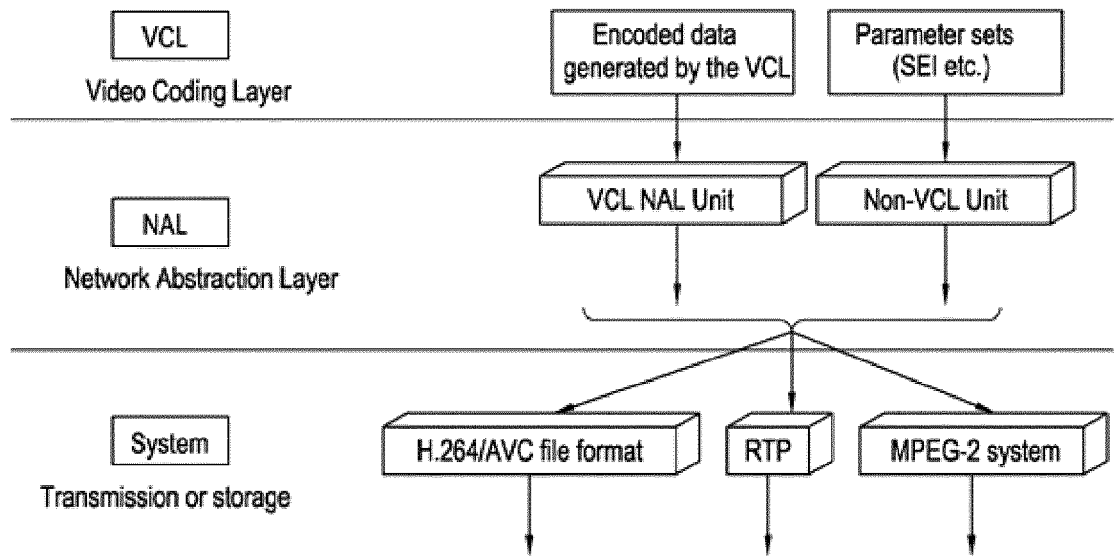 VCL
Video Coding Layer
Encoded data
generated by the VCL
Parameter sets
(SEI etc.)
NAL
Network Abstraction Layer
VCL NAL Unit
Non-VCL Unit
System
Transmission or storage
H.264/AVC file format
RTP
MPEG-2 system